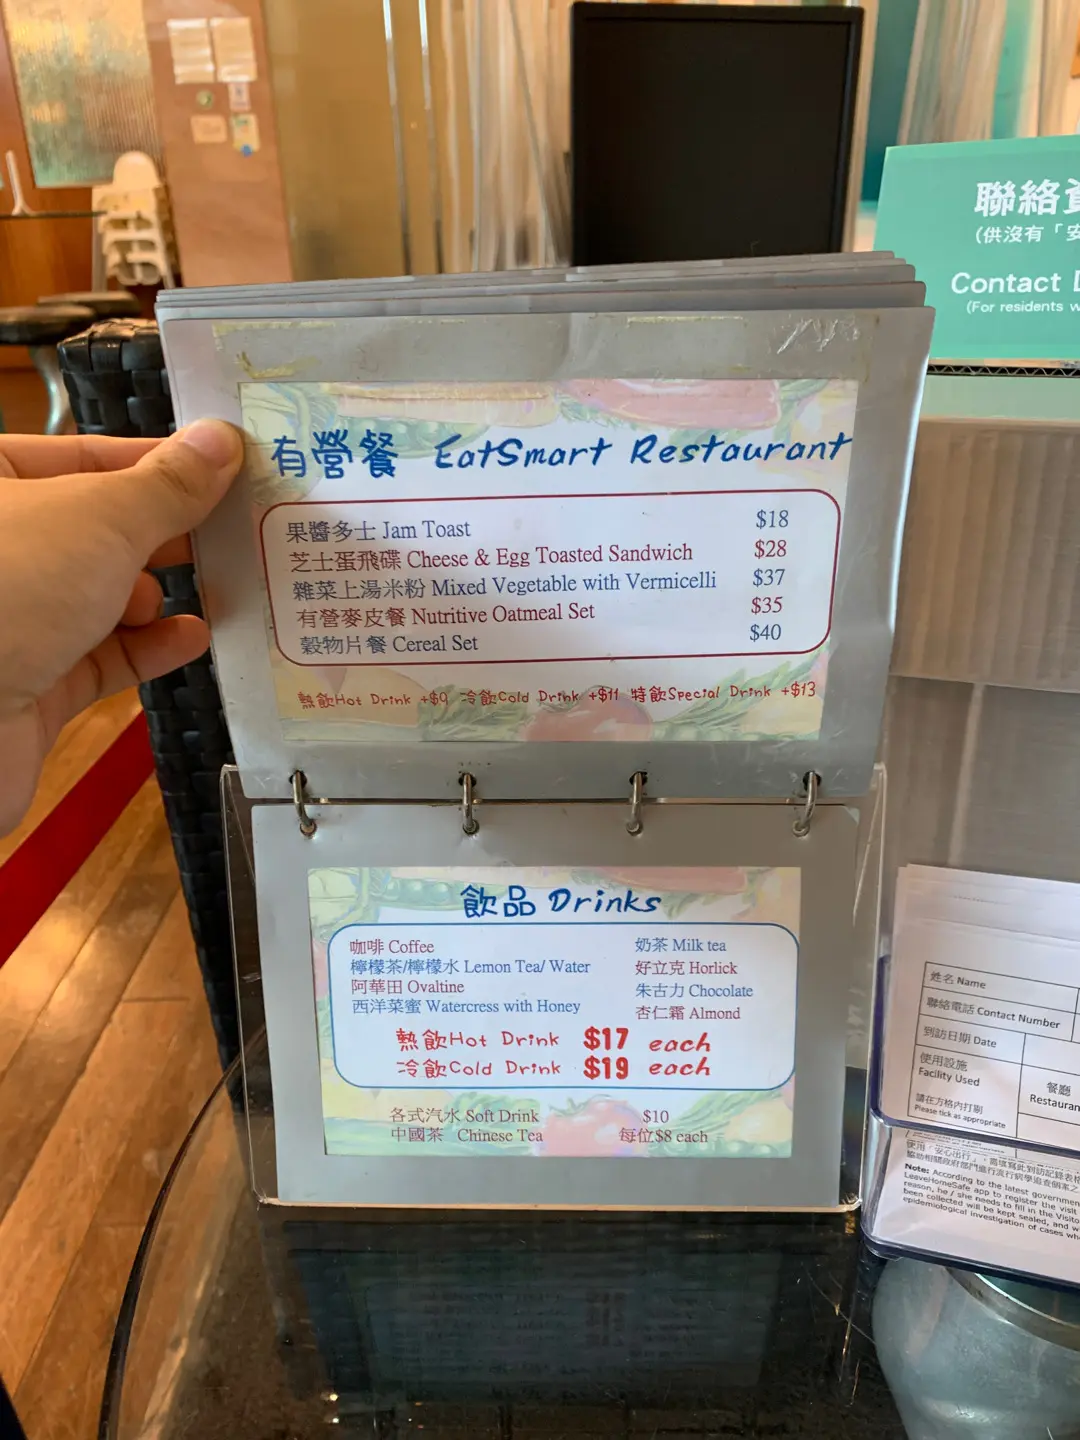 有營餐 EatSmart Restaurant
果醬多士 Jam Toast $18
芝士蛋飛碟 Cheese & Egg Toasted Sandwich $28
雜菜上湯米粉 Mixed Vegetable with Vermicelli $37
有營麥皮餐 Nutritive Oatmeal Set $35
穀物片餐 Cereal Set $40
熱飲Hot Drink +$9 冷飲Cold Drink +$11 特飲Special Drink +$13
飲品 Drinks
咖啡 Coffee 奶茶 Milk tea
檸檬茶/檸檬水 Lemon Tea/ Water 好立克 Horlick
阿華田 Ovaltine 朱古力 Chocolate
西洋菜蜜 Watercress with Honey 杏仁霜 Almond
熱飲Hot Drink $17 each
冷飲Cold Drink $19 each
各式汽水 Soft Drink $10
中國茶 Chinese Tea 每位$8 each
聯絡
(供沒有「安
Contact
(For residents w
姓名 Name
聯絡電話 Contact Number
到訪日期 Date
使用設施
Facility Used
請在方格內打剔
Please tick as appropriate
餐廳
Restauran
Note: According to the latest governmen
LeaveHomeSafe app to register the visit
reason, he / she needs to fill in the Visito
been collected will be kept sealed, and w
epidemiological investigation of cases wh